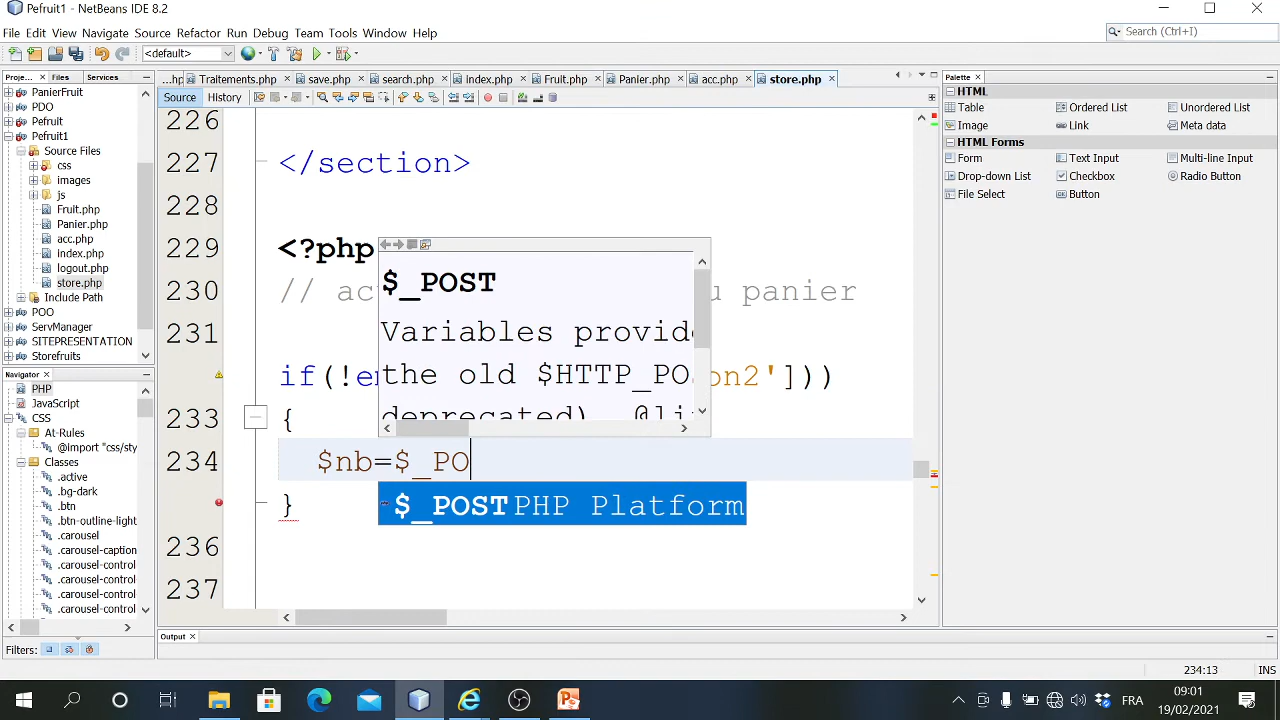 Pefruit1 - NetBeans IDE 8.2
File Edit View Navigate Source Refactor Run Debug Team Tools Window Help
Search (Ctrl+I)
<default>
Proje... Files Services
...hp Traitements.php save.php search.php Index.php Fruit.php Panier.php acc.php store.php
Palette
Source History
PanierFruit
PDO
Pefruit
Pefruit1
Source Files
css
images
js
Fruit.php
Panier.php
acc.php
index.php
logout.php
store.php
Include Path
POO
ServManager
SITEPRESENTATION
Storefruits
Navigator
PHP
JavaScript
CSS
At-Rules
@import "css/sty
Classes
.active
.bg-dark
.btn
.btn-outline-light
.carousel
.carousel-caption
.carousel-control
.carousel-control
.carousel-control
.carousel-control
Filters:
226
227 </section>
228
229 <?php
230 // ac u panier
231
if(!e on2']))
233 {
234 $nb=$_PO
}
236
237
$_POST
Variables provide
the old $HTTP_PO
deprecated). @li
$_POST PHP Platform
HTML
Table Ordered List Unordered List
Image Link Meta data
HTML Forms
Form Text Input Multi-line Input
Drop-down List Checkbox Radio Button
File Select Button
Output
234:13 INS
FRA
09:01
19/02/2021